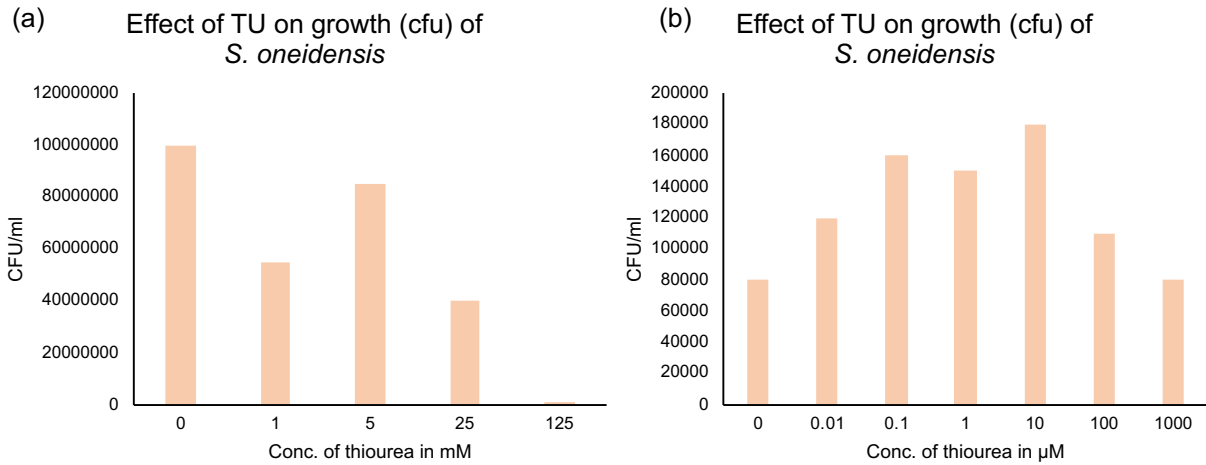 (a)
Effect of TU on growth (cfu) of
S. oneidensis
120000000
100000000
80000000
60000000
40000000
20000000
0
CFU/ml
0 1 5 25 125
Conc. of thiourea in mM
(b)
Effect of TU on growth (cfu) of
S. oneidensis
200000
180000
160000
140000
120000
100000
80000
60000
40000
20000
0
CFU/ml
0 0.01 0.1 1 10 100 1000
Conc. of thiourea in µM